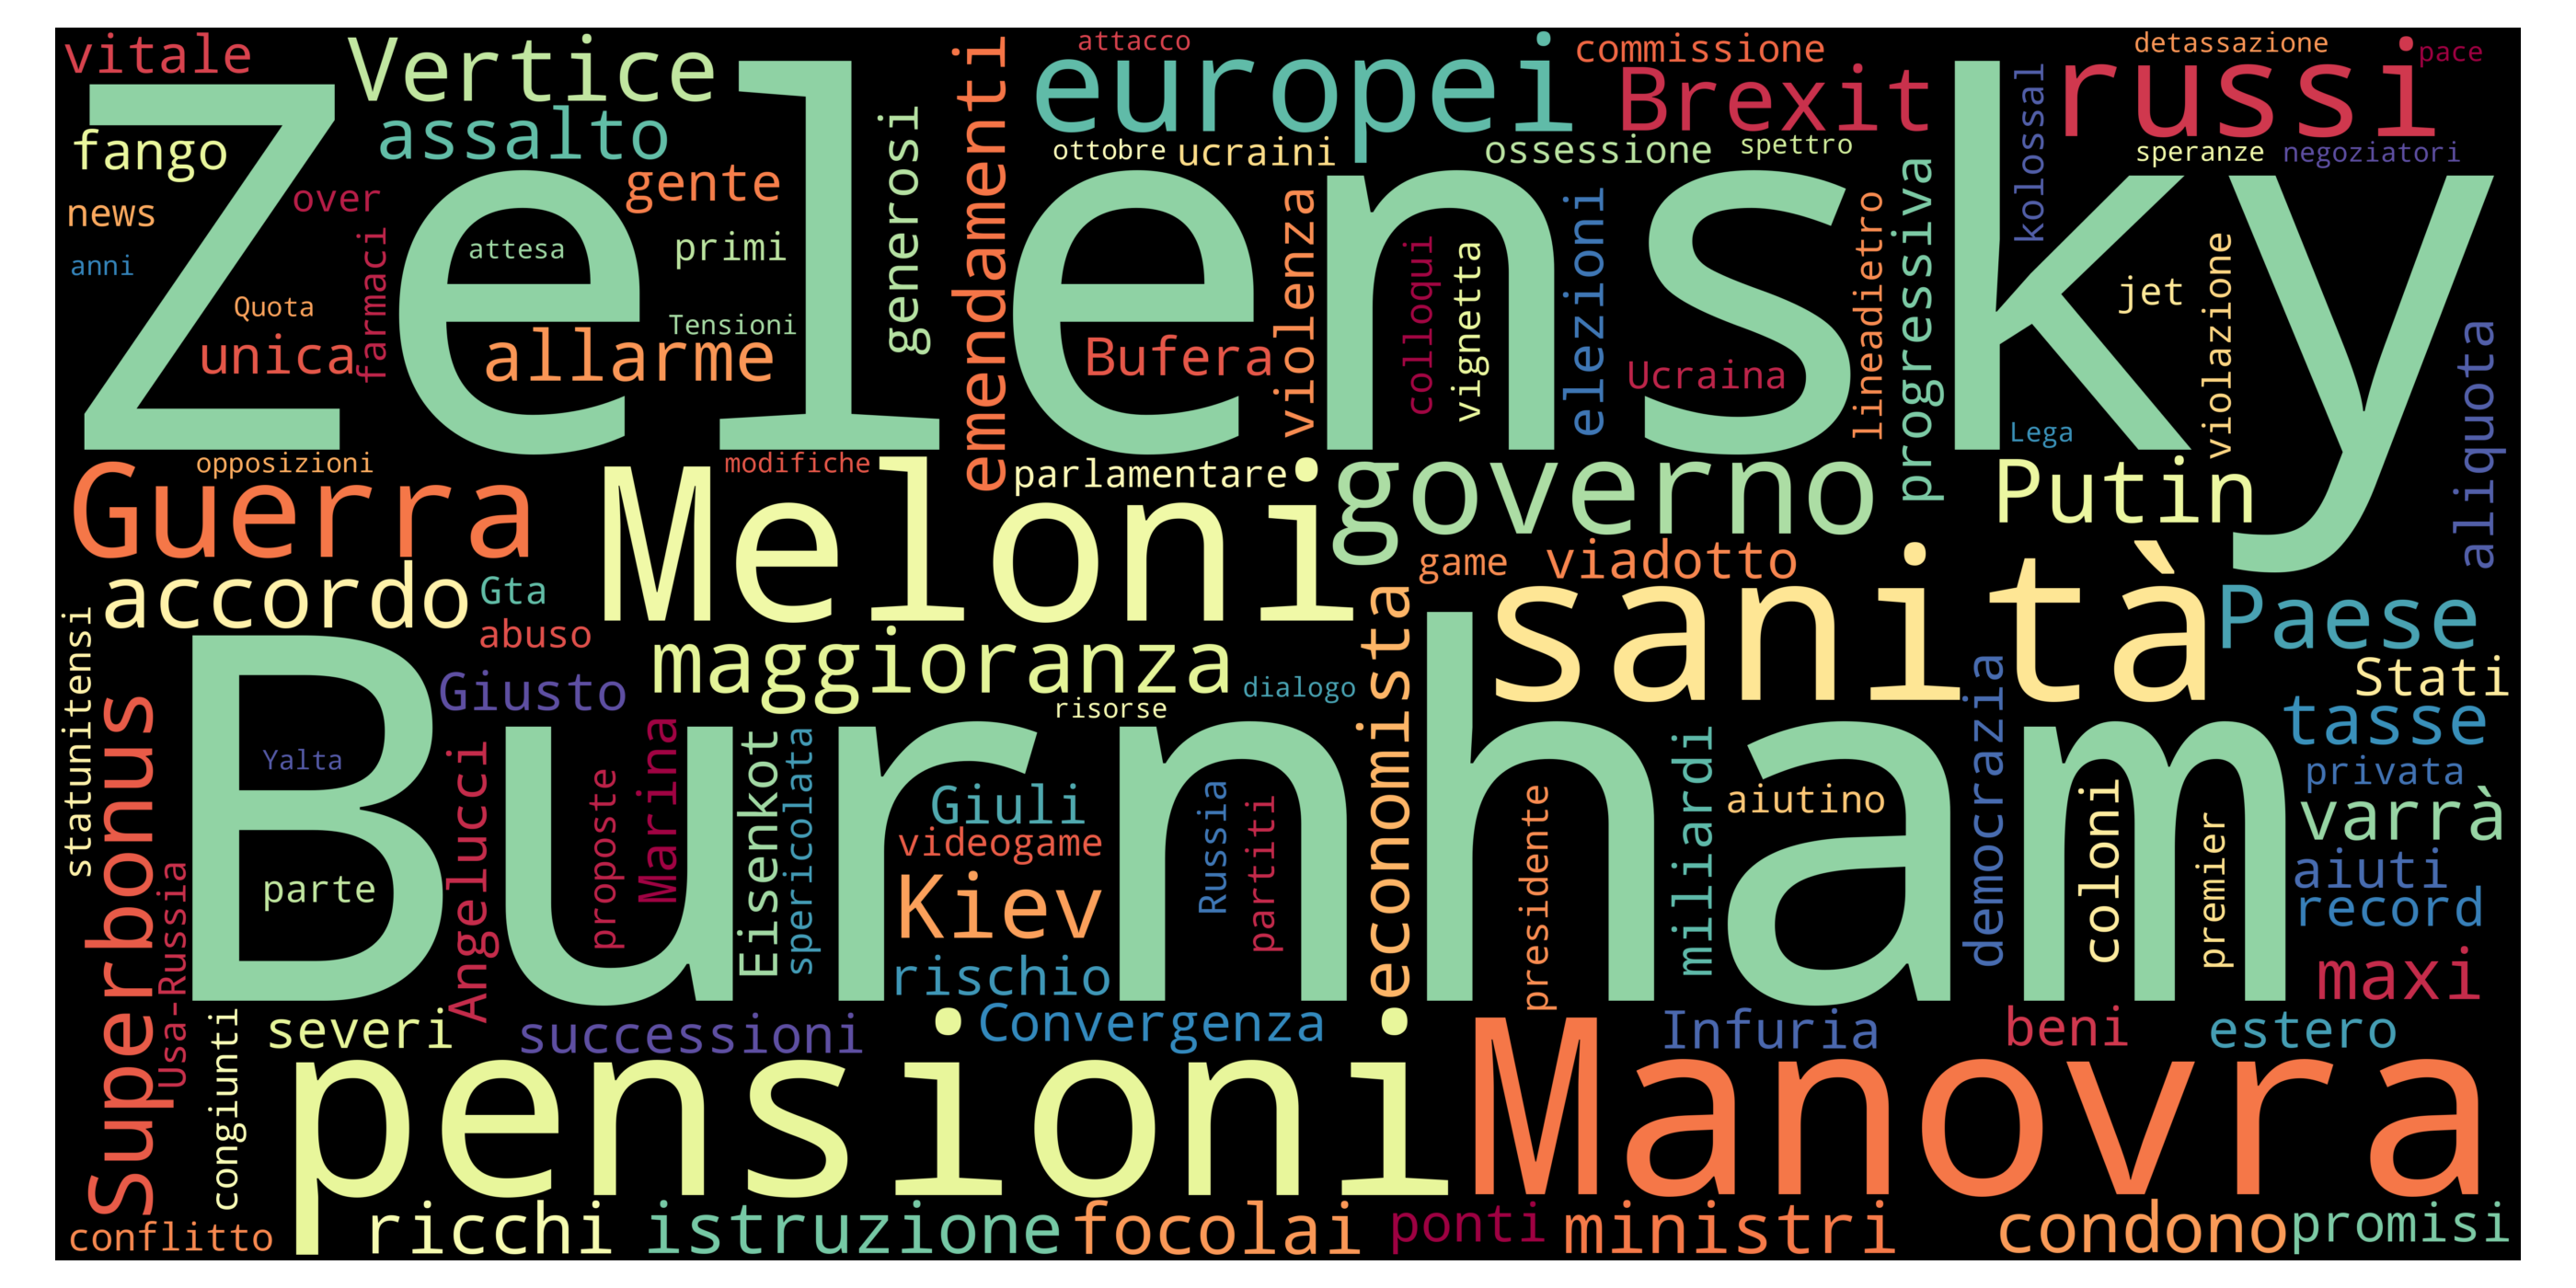 vitale
Vertice
attacco
europei
commissione
detassazione
pace
russi
Brexit
fango
assalto
generosi
emendamenti
ottobre
ucraini
ossessione
spettro
kolossal
speranze
negoziatori
Zelensky
news
over
gente
anni
farmaci
attesa
primi
Quota
Tensioni
unica
allarme
Bufera
violenza
colloqui
vignetta
elezioni
Ucraina
lineadietro
progressiva
jet
violazione
Lega
aliquota
opposizioni
modifiche
parlamentare
Guerra
Meloni
governo
Putin
accordo
Gta
abuso
game
viadotto
sanità
Paese
statunitensi
Superbonus
Giusto
maggioranza
dialogo
risorse
economista
democrazia
Stati
tasse
Burnham
Yalta
Angelucci
proposte
Marina
Eisenkot
spericolata
Giuli
videogame
Russia
partiti
presidente
miliardi
aiutino
coloni
premier
privata
varrà
parte
Kiev
aiuti
record
Usa-Russia
rischio
maxi
congiunti
severi
successioni
Convergenza
Infuria
beni
estero
pensioni
Manovra
conflitto
ricchi
istruzione
focolai
ponti
ministri
condono
promisi